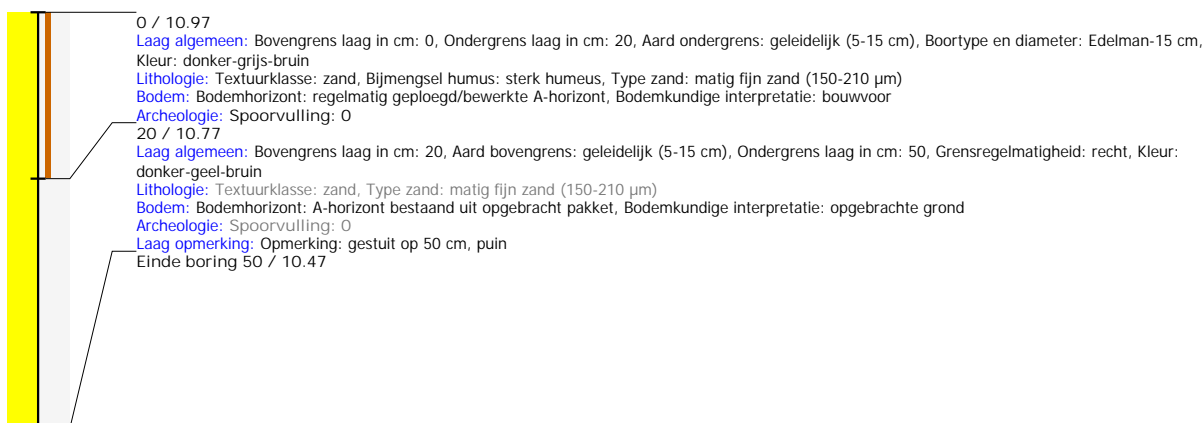 0 / 10.97
Laag algemeen: Bovengrens laag in cm: 0, Ondergrens laag in cm: 20, Aard ondergrens: geleidelijk (5-15 cm), Boortype en diameter: Edelman-15 cm,
Kleur: donker-grijs-bruin
Lithologie: Textuurklasse: zand, Bijmengsel humus: sterk humeus, Type zand: matig fijn zand (150-210 µm)
Bodem: Bodemhorizont: regelmatig geploegd/bewerkte A-horizont, Bodemkundige interpretatie: bouwvoor
Archeologie: Spoorvulling: 0
20 / 10.77
Laag algemeen: Bovengrens laag in cm: 20, Aard bovengrens: geleidelijk (5-15 cm), Ondergrens laag in cm: 50, Grensregelmatigheid: recht, Kleur:
donker-geel-bruin
Lithologie: Textuurklasse: zand, Type zand: matig fijn zand (150-210 µm)
Bodem: Bodemhorizont: A-horizont bestaand uit opgebracht pakket, Bodemkundige interpretatie: opgebrachte grond
Archeologie: Spoorvulling: 0
Laag opmerking: Opmerking: gestuit op 50 cm, puin
Einde boring 50 / 10.47